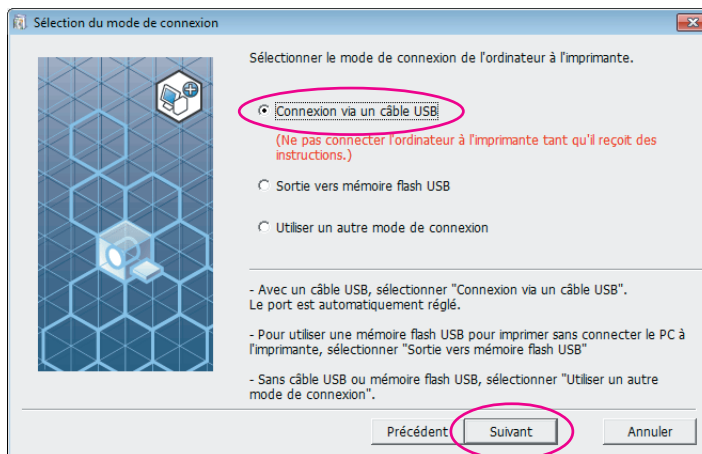 Sélection du mode de connexion
Sélectionner le mode de connexion de l'ordinateur à l'imprimante.
Connexion via un câble USB
(Ne pas connecter l'ordinateur à l'imprimante tant qu'il reçoit des
instructions.)
Sortie vers mémoire flash USB
Utiliser un autre mode de connexion
- Avec un câble USB, sélectionner "Connexion via un câble USB".
Le port est automatiquement réglé.
- Pour utiliser une mémoire flash USB pour imprimer sans connecter le PC à
l'imprimante, sélectionner "Sortie vers mémoire flash USB"
- Sans câble USB ou mémoire flash USB, sélectionner "Utiliser un autre
mode de connexion".
Précédent Suivant Annuler